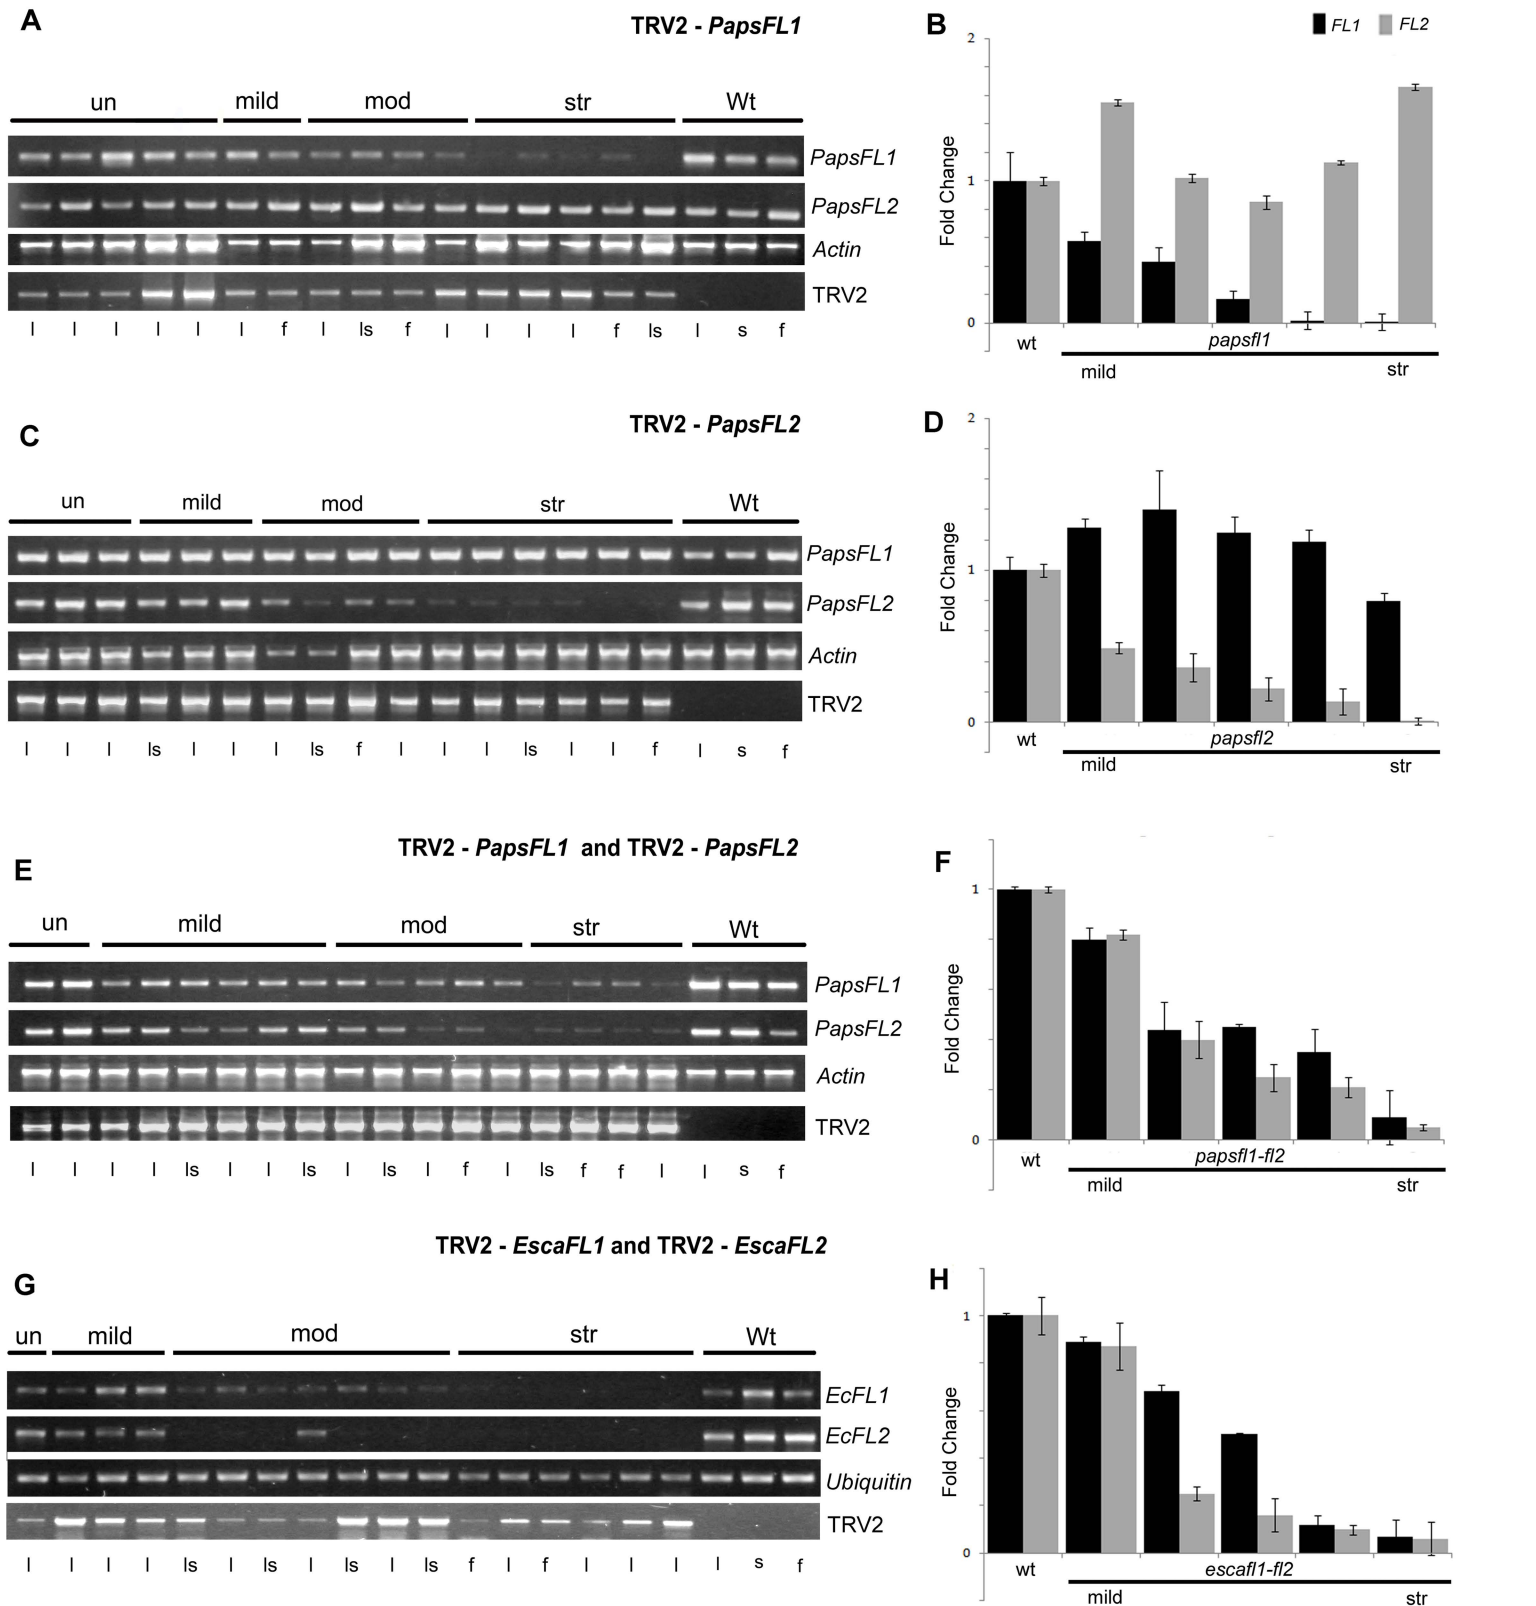 A
TRV2 - PapsFL1
un mild mod str Wt
PapsFL1
PapsFL2
Actin
TRV2
l l l l l l f l ls f l l l l f ls l s f
B
FL1 FL2
2
1
0
Fold Change
wt papsfl1
mild str
C
TRV2 - PapsFL2
un mild mod str Wt
PapsFL1
PapsFL2
Actin
TRV2
l l l ls l l l ls f l l l ls l l f l s f
D
2
1
0
Fold Change
wt papsfl2
mild str
E
TRV2 - PapsFL1 and TRV2 - PapsFL2
un mild mod str Wt
PapsFL1
PapsFL2
Actin
TRV2
l l l l ls l l ls l ls l f l ls f f l l s f
F
1
0
Fold Change
wt papsfl1-fl2
mild str
G
TRV2 - EscaFL1 and TRV2 - EscaFL2
un mild mod str Wt
EcFL1
EcFL2
Ubiquitin
TRV2
l l l l ls l ls l ls l ls f l f l l l l s f
H
1
0
Fold Change
wt escafl1-fl2
mild str